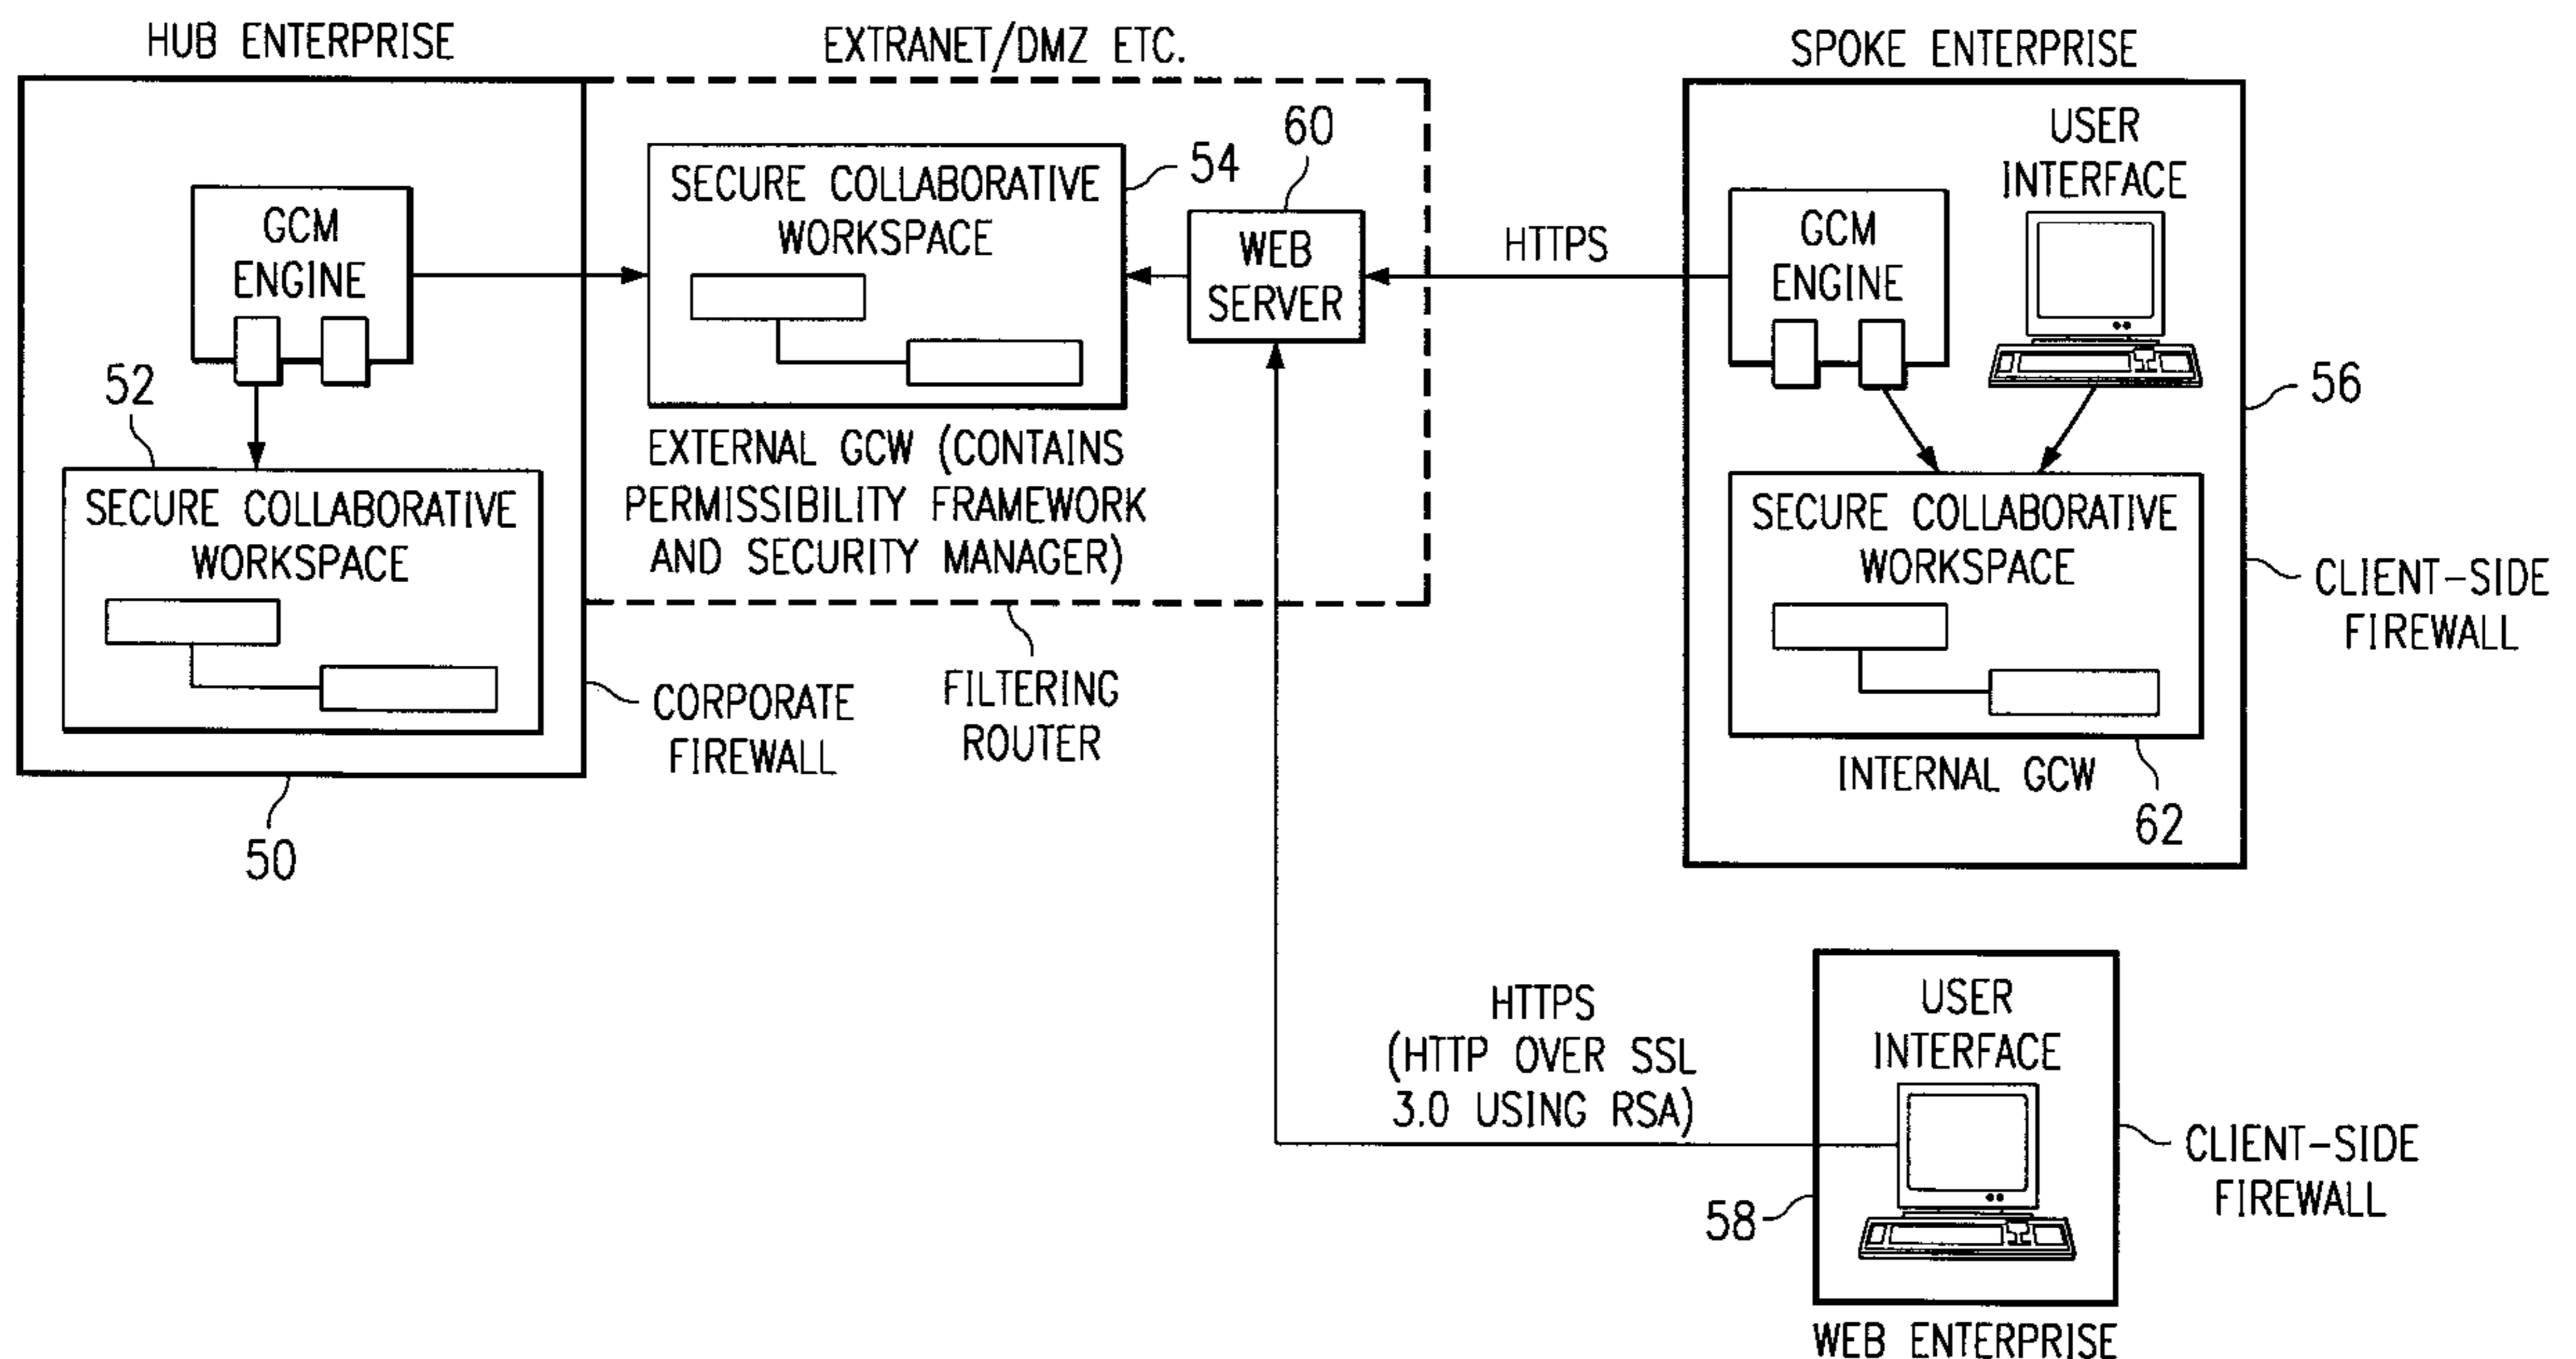 HUB ENTERPRISE
EXTRANET/DMZ ETC.
SPOKE ENTERPRISE
GCM
ENGINE
52
SECURE COLLABORATIVE
WORKSPACE
50
CORPORATE
FIREWALL
SECURE COLLABORATIVE
WORKSPACE
54
EXTERNAL GCW (CONTAINS
PERMISSIBILITY FRAMEWORK
AND SECURITY MANAGER)
60
WEB
SERVER
FILTERING
ROUTER
HTTPS
GCM
ENGINE
USER
INTERFACE
56
SECURE COLLABORATIVE
WORKSPACE
INTERNAL GCW
62
CLIENT-SIDE
FIREWALL
HTTPS
(HTTP OVER SSL
3.0 USING RSA)
USER
INTERFACE
58
CLIENT-SIDE
FIREWALL
WEB ENTERPRISE